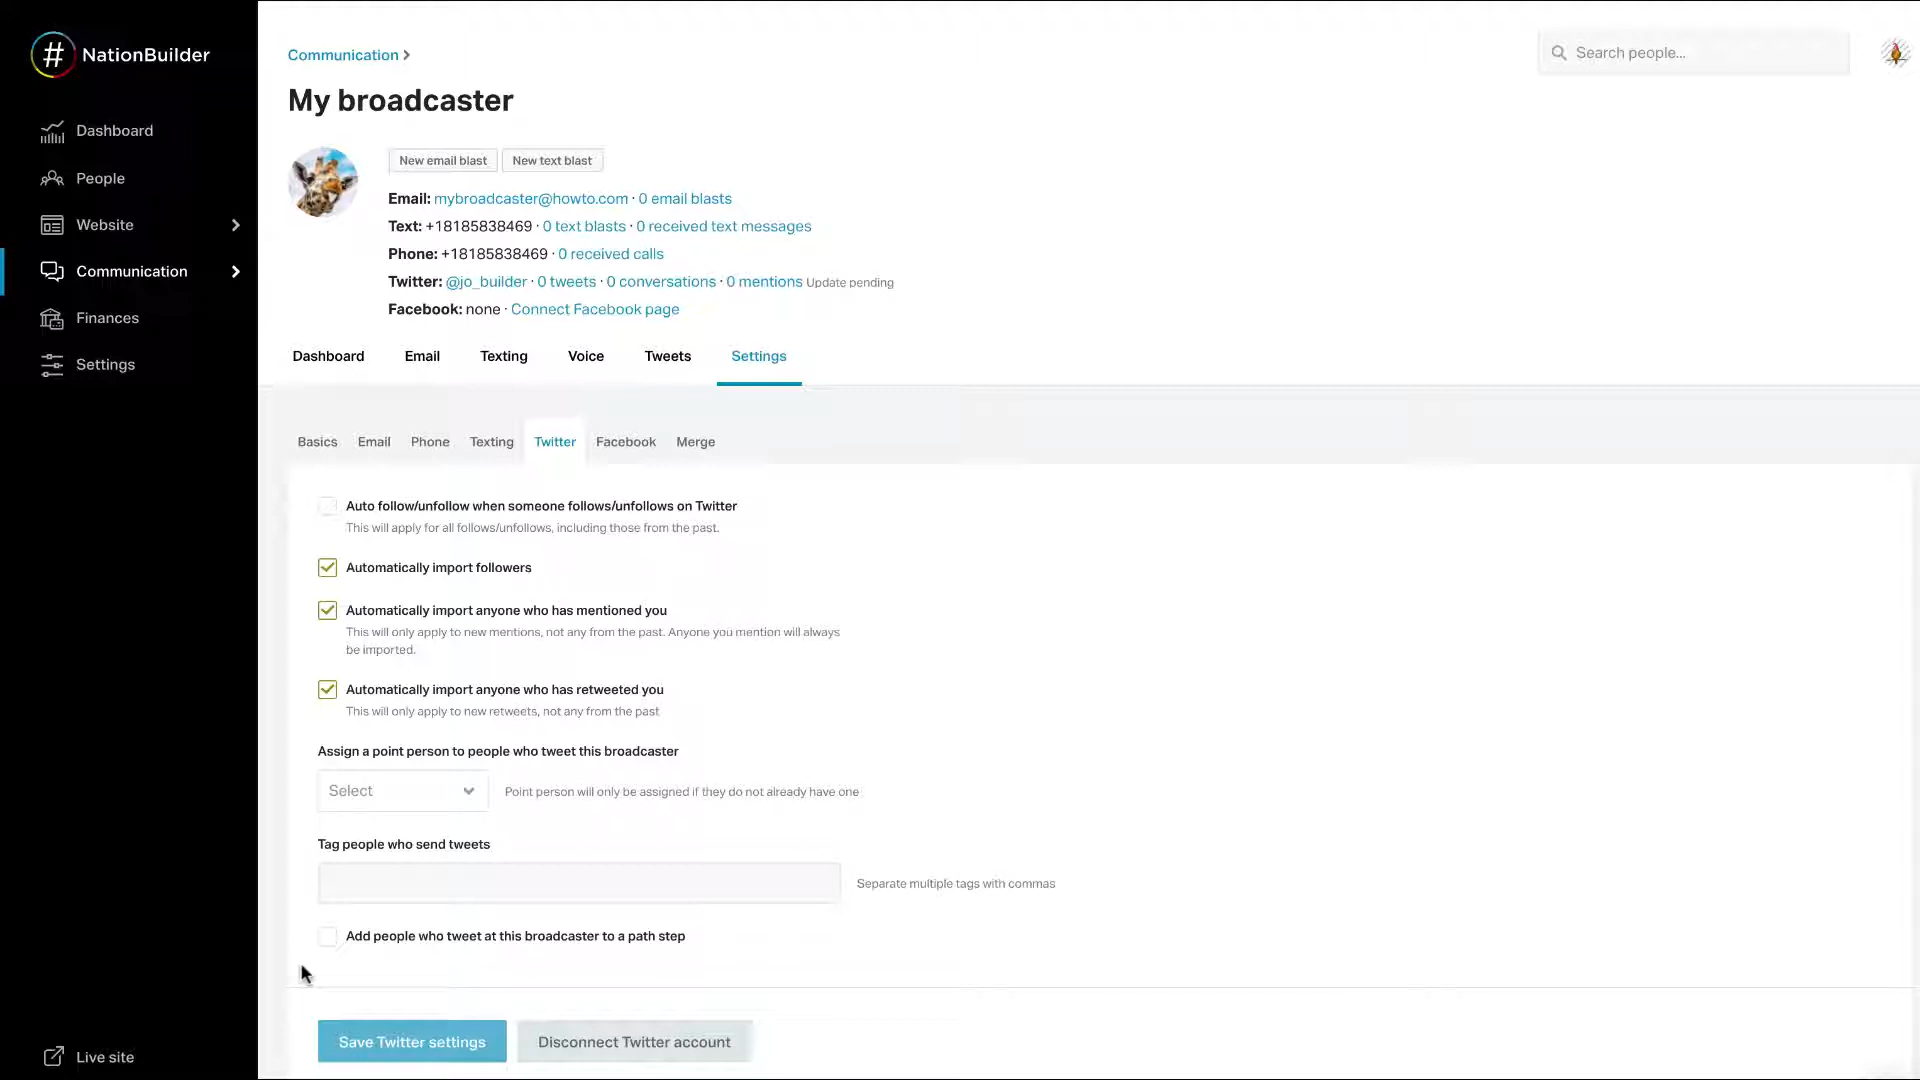 # NationBuilder
Dashboard
People
Website
Communication
Finances
Settings
Live site
Communication
Search people...
My broadcaster
New email blast
New text blast
Email: mybroadcaster@howto.com · 0 email blasts
Text: +18185838469 · 0 text blasts · 0 received text messages
Phone: +18185838469 · 0 received calls
Twitter: @jo_builder · 0 tweets · 0 conversations · 0 mentions Update pending
Facebook: none · Connect Facebook page
Dashboard Email Texting Voice Tweets Settings
Basics Email Phone Texting Twitter Facebook Merge
Auto follow/unfollow when someone follows/unfollows on Twitter
This will apply for all follows/unfollows, including those from the past.
Automatically import followers
Automatically import anyone who has mentioned you
This will only apply to new mentions, not any from the past. Anyone you mention will always
be imported.
Automatically import anyone who has retweeted you
This will only apply to new retweets, not any from the past
Assign a point person to people who tweet this broadcaster
Select
Point person will only be assigned if they do not already have one
Tag people who send tweets
Separate multiple tags with commas
Add people who tweet at this broadcaster to a path step
Save Twitter settings
Disconnect Twitter account